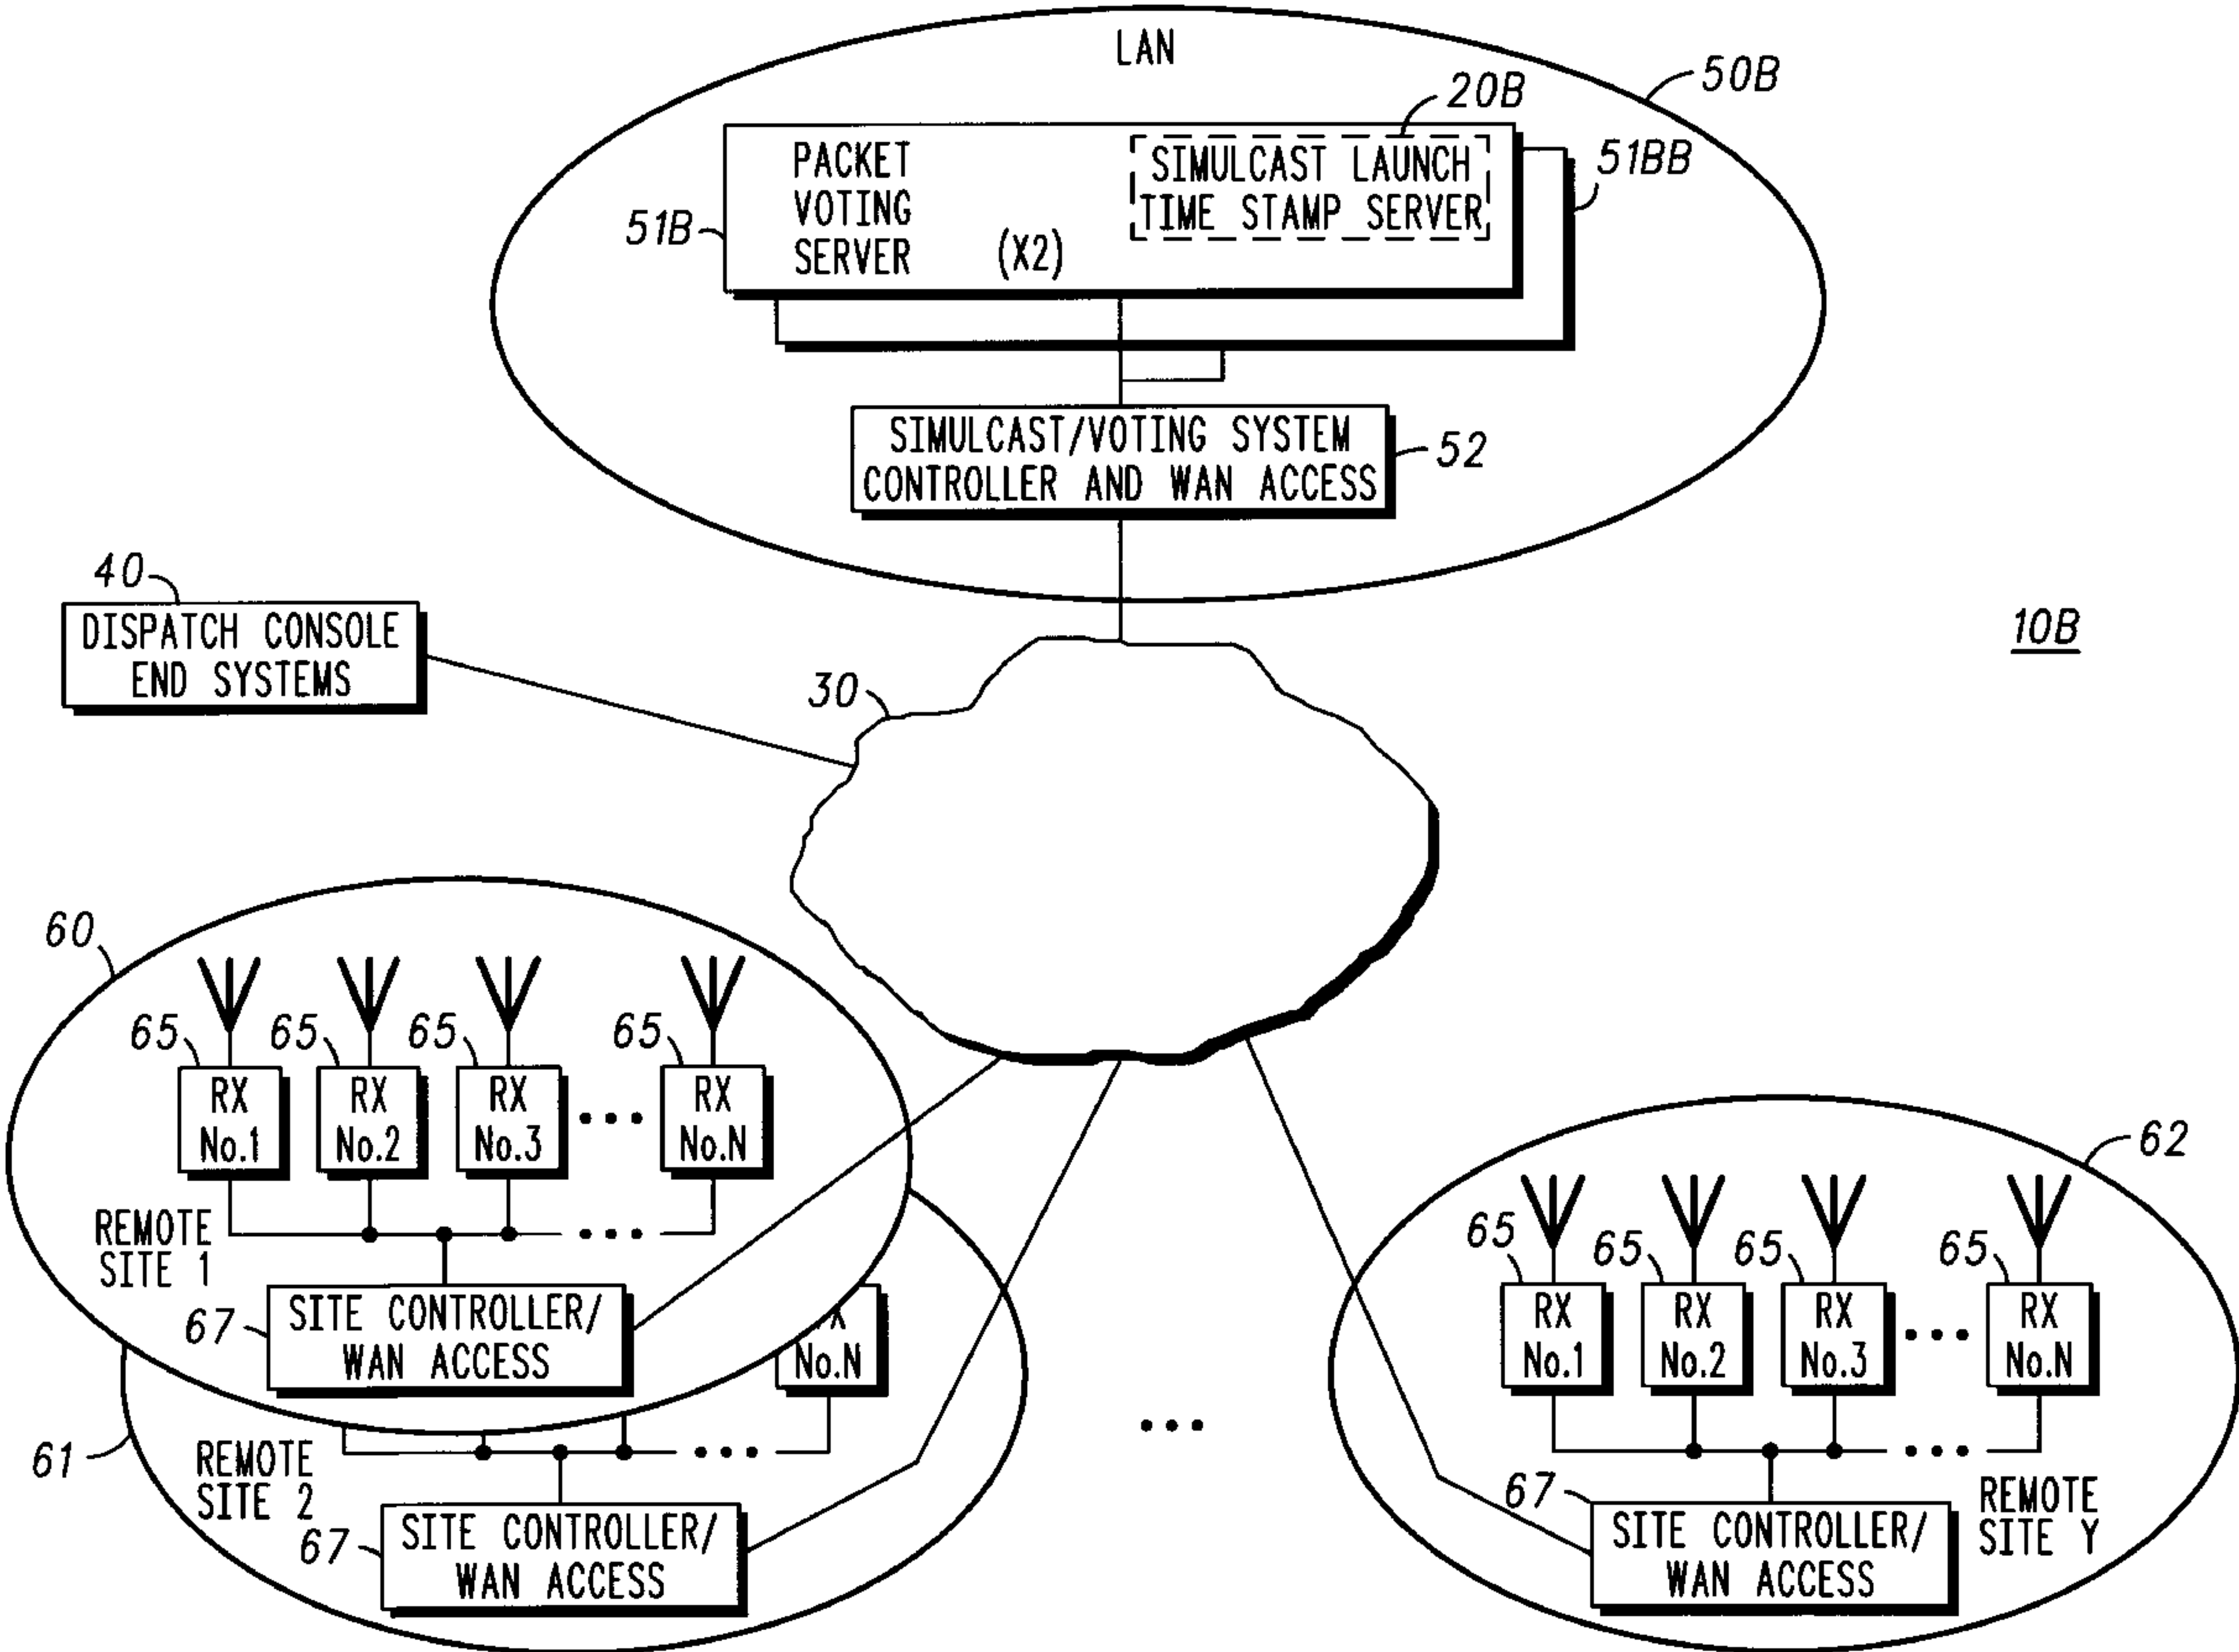 LAN
50B
20B
PACKET
VOTING
SERVER
(X2)
SIMULCAST LAUNCH
TIME STAMP SERVER
51B
51BB
SIMULCAST/VOTING SYSTEM
CONTROLLER AND WAN ACCESS
52
40
DISPATCH CONSOLE
END SYSTEMS
10B
30
60
65
65
65
65
RX
No.1
RX
No.2
RX
No.3
...
RX
No.N
REMOTE
SITE 1
...
67
SITE CONTROLLER/
WAN ACCESS
No.N
61
REMOTE
SITE 2
...
67
SITE CONTROLLER/
WAN ACCESS
...
62
65
65
65
65
RX
No.1
RX
No.2
RX
No.3
...
RX
No.N
...
67
SITE CONTROLLER/
WAN ACCESS
REMOTE
SITE Y